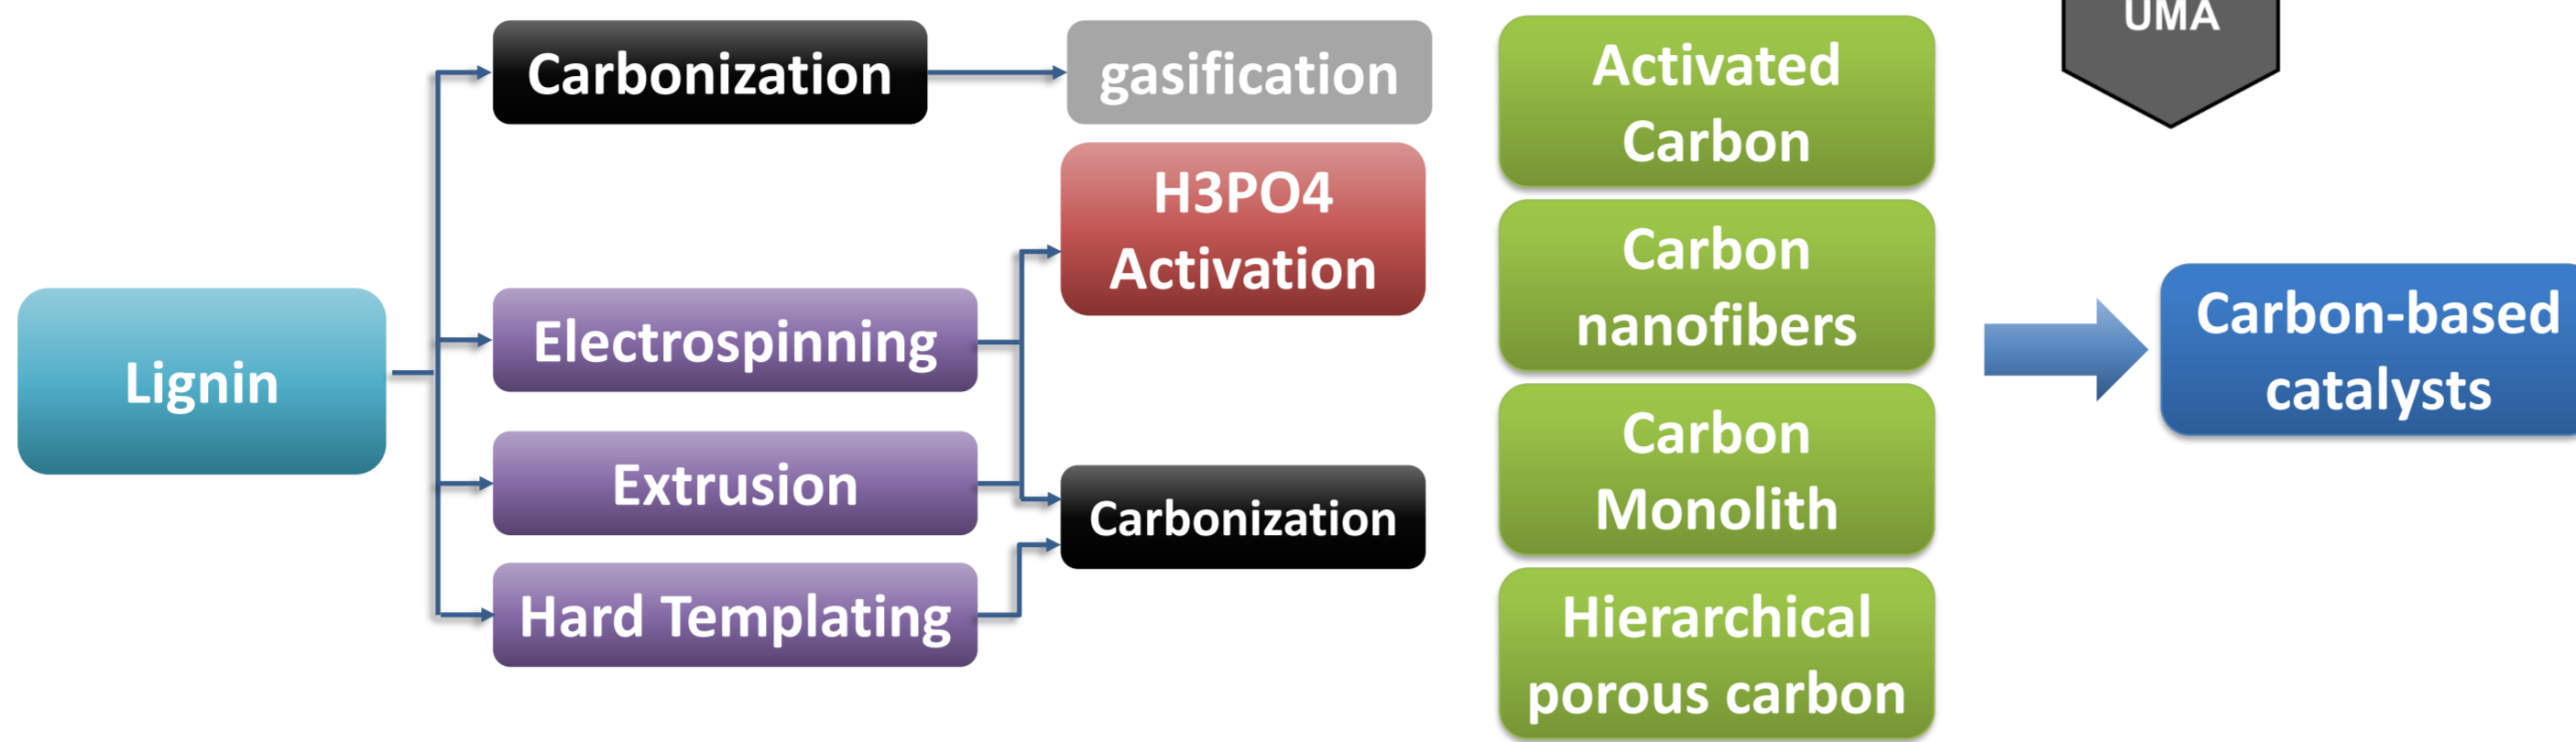 UMA
Carbonization
gasification
Activated
Carbon
H3PO4
Activation
Carbon
nanofibers
Lignin
Electrospinning
Carbon-based
catalysts
Extrusion
Carbonization
Carbon
Monolith
Hard Templating
Hierarchical
porous carbon